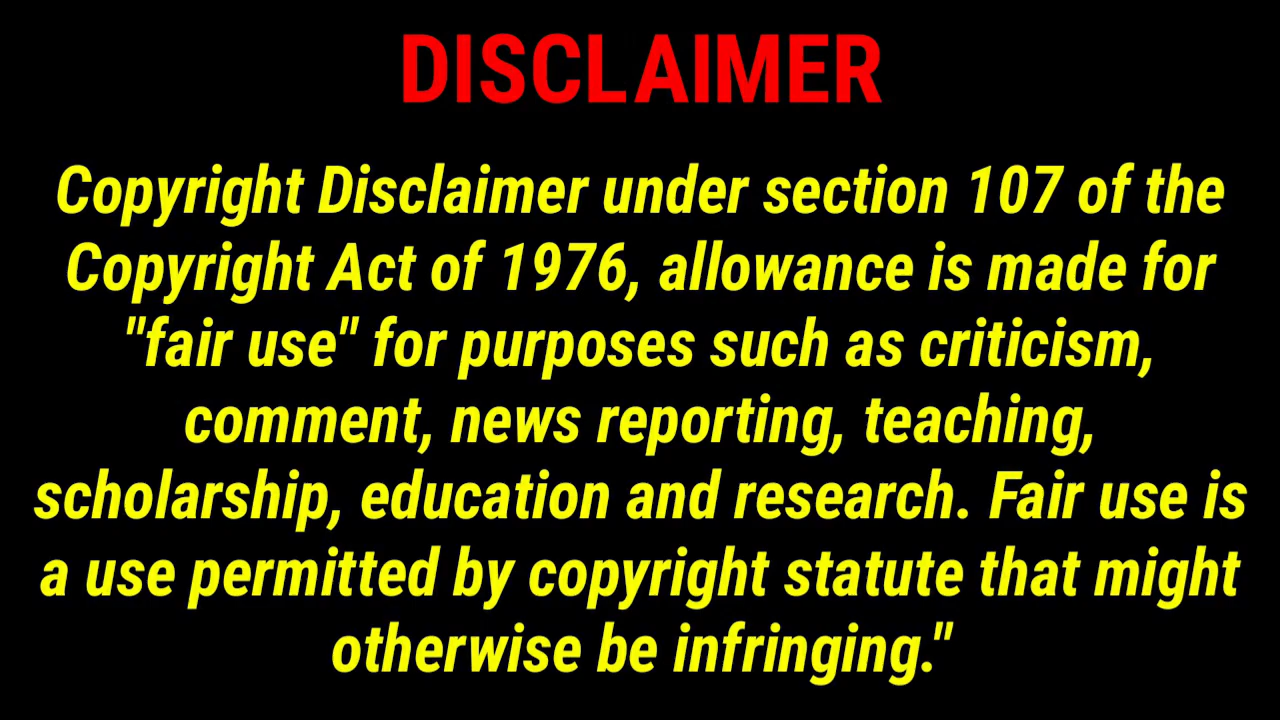 DISCLAIMER
Copyright Disclaimer under section 107 of the
Copyright Act of 1976, allowance is made for
"fair use" for purposes such as criticism,
comment, news reporting, teaching,
scholarship, education and research. Fair use is
a use permitted by copyright statute that might
otherwise be infringing."